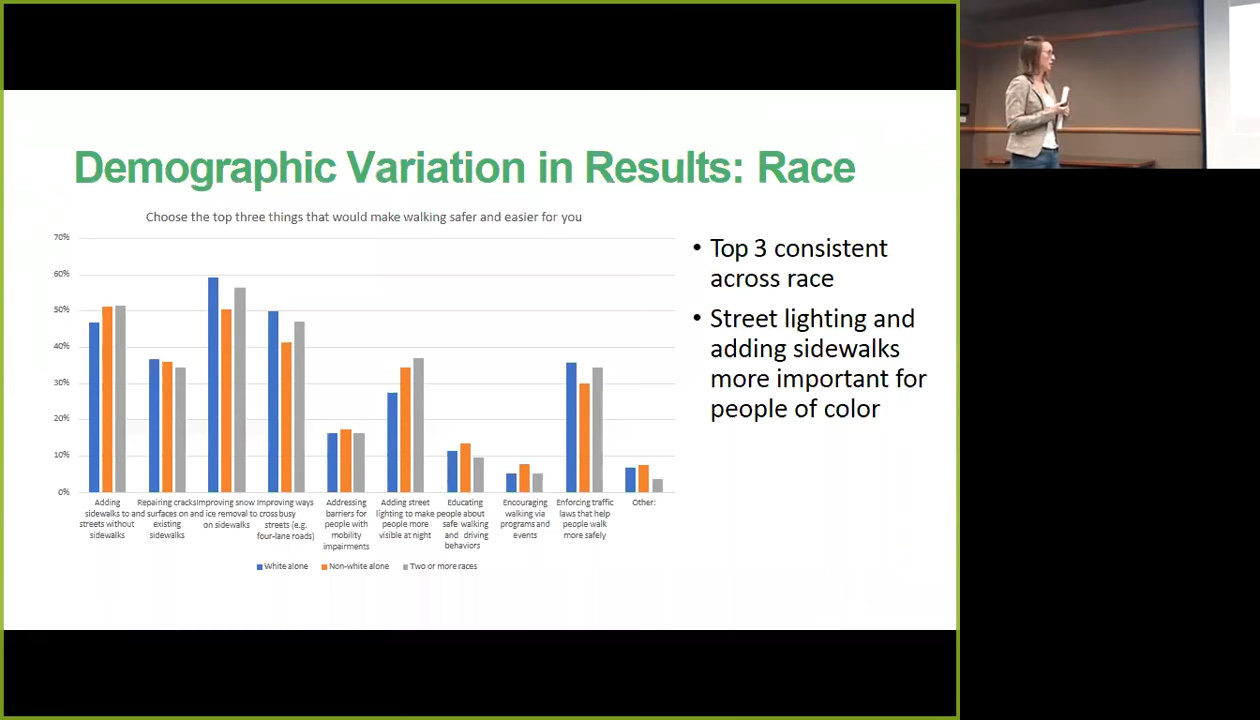 Demographic Variation in Results: Race
Choose the top three things that would make walking safer and easier for you
70%
60%
50%
40%
30%
20%
10%
0%
Adding
sidewalks to
streets without
sidewalks
Repairing cracks
and surfaces on
existing
sidewalks
Improving snow
and ice removal
on sidewalks
Improving ways
to cross busy
streets (e.g.
four-lane roads)
Addressing
barriers for
people with
mobility
impairments
Adding street
lighting to make
people more
visible at night
Educating
people about
safe walking
and driving
behaviors
Encouraging
walking via
programs and
events
Enforcing traffic
laws that help
people walk
more safely
Other:
White alone
Non-white alone
Two or more races
• Top 3 consistent
across race
• Street lighting and
adding sidewalks
more important for
people of color